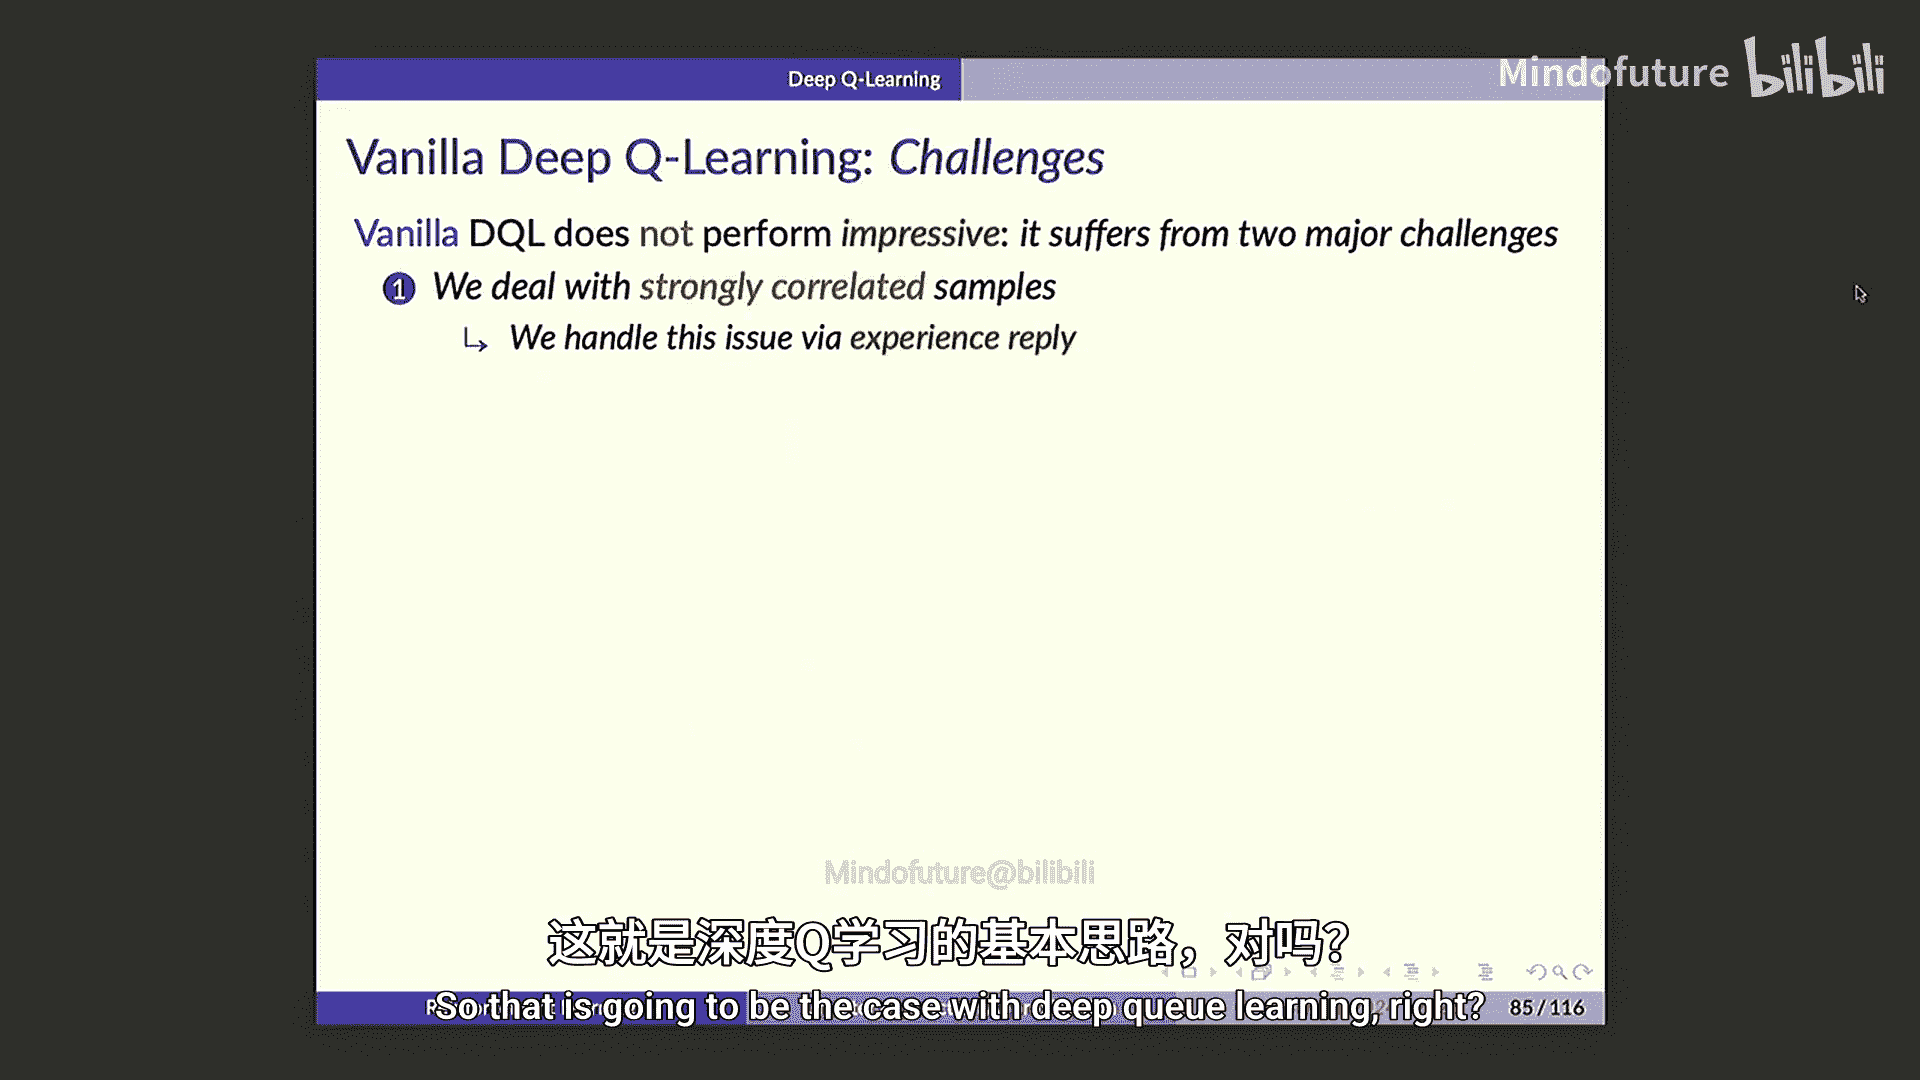 Deep Q-Learning
Mindofuture bilibili
Vanilla Deep Q-Learning: Challenges
Vanilla DQL does not perform impressive: it suffers from two major challenges
1 We deal with strongly correlated samples
↳ We handle this issue via experience reply
Mindofuture@bilibili
这就是深度Q学习的基本思路，对吗？
So that is going to be the case with deep queue learning, right?
85/116